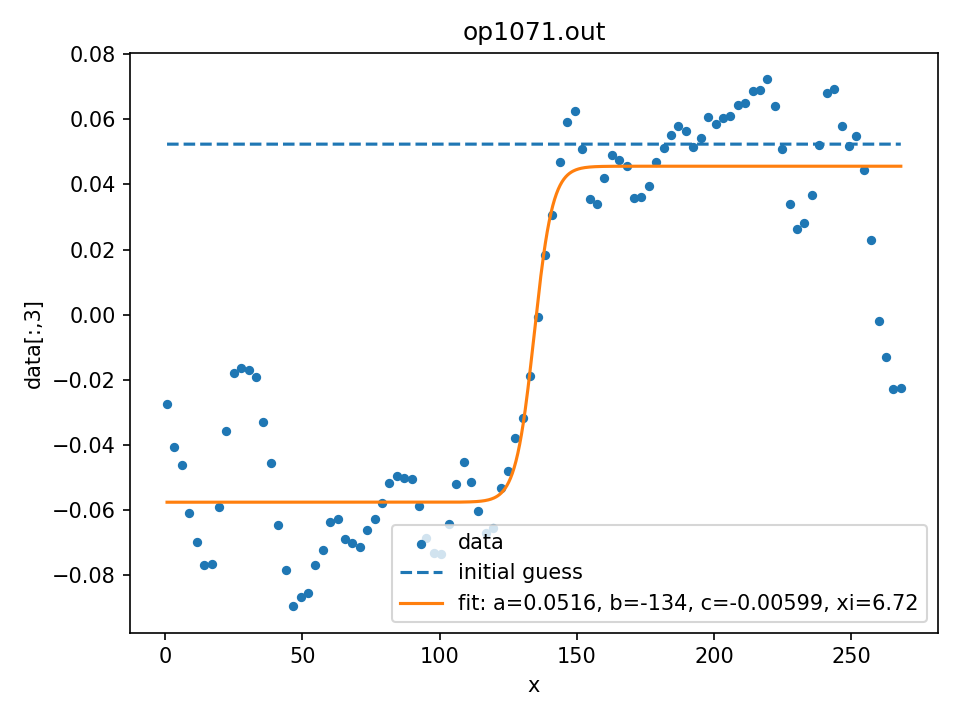 op1071.out
0.08
0.06
0.04
0.02
0.00
−0.02
−0.04
−0.06
−0.08
data[:,3]
data
initial guess
fit: a=0.0516, b=-134, c=-0.00599, xi=6.72
0 50 100 150 200 250
x